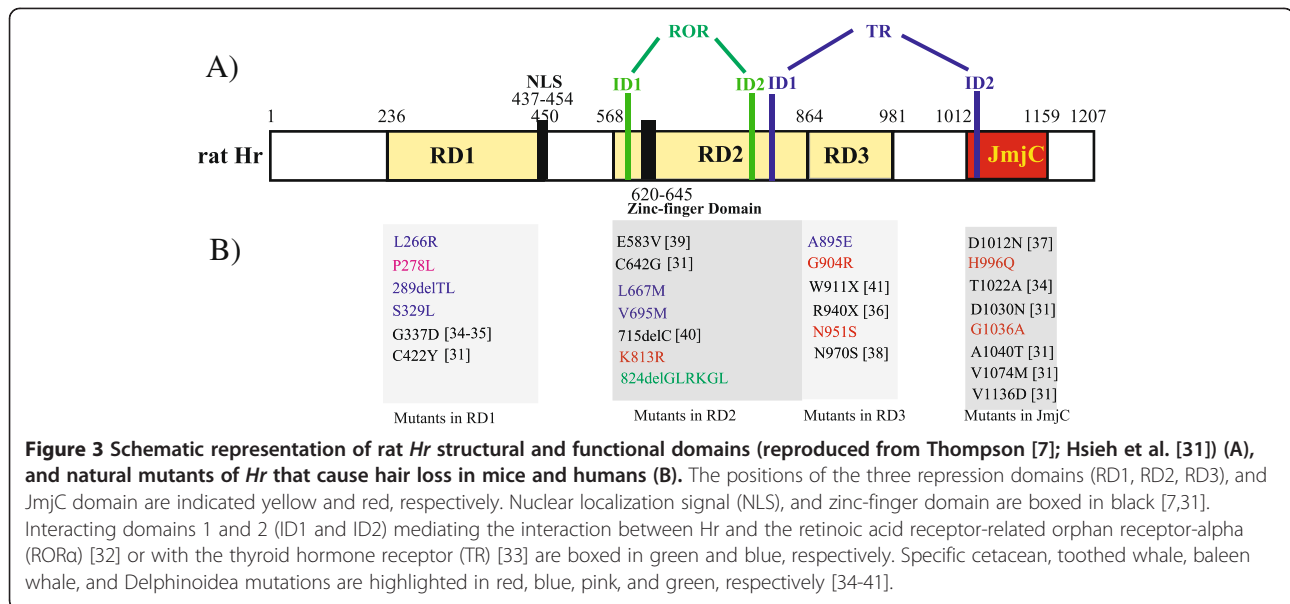 A)
ROR
TR
NLS
437-454
ID1
ID2
ID1
ID2
1
236
450
568
864
981
1012
1159
1207
rat Hr
RD1
RD2
RD3
JmjC
620-645
Zinc-finger Domain
B)
L266R
P278L
289delTL
S329L
G337D [34-35]
C422Y [31]
Mutants in RD1
E583V [39]
C642G [31]
L667M
V695M
715delC [40]
K813R
824delGLRKGL
Mutants in RD2
A895E
G904R
W911X [41]
R940X [36]
N951S
N970S [38]
Mutants in RD3
D1012N [37]
H996Q
T1022A [34]
D1030N [31]
G1036A
A1040T [31]
V1074M [31]
V1136D [31]
Mutants in JmjC
Figure 3 Schematic representation of rat Hr structural and functional domains (reproduced from Thompson [7]; Hsieh et al. [31]) (A),
and natural mutants of Hr that cause hair loss in mice and humans (B). The positions of the three repression domains (RD1, RD2, RD3), and
JmjC domain are indicated yellow and red, respectively. Nuclear localization signal (NLS), and zinc-finger domain are boxed in black [7,31].
Interacting domains 1 and 2 (ID1 and ID2) mediating the interaction between Hr and the retinoic acid receptor-related orphan receptor-alpha
(RORα) [32] or with the thyroid hormone receptor (TR) [33] are boxed in green and blue, respectively. Specific cetacean, toothed whale, baleen
whale, and Delphinoidea mutations are highlighted in red, blue, pink, and green, respectively [34-41].